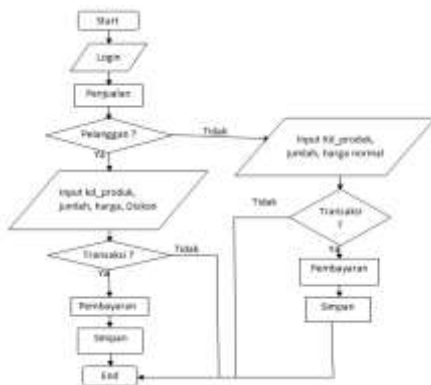 Start
Login
Penjualan
Pelanggan ?
Tidak
Ya
Input Kd_produk,
jumlah, harga normal
Input kd_produk,
jumlah, harga, Diskon
Tidak
Transaksi
?
Transaksi ?
Tidak
Ya
Ya
Pembayaran
Simpan
Pembayaran
Simpan
End